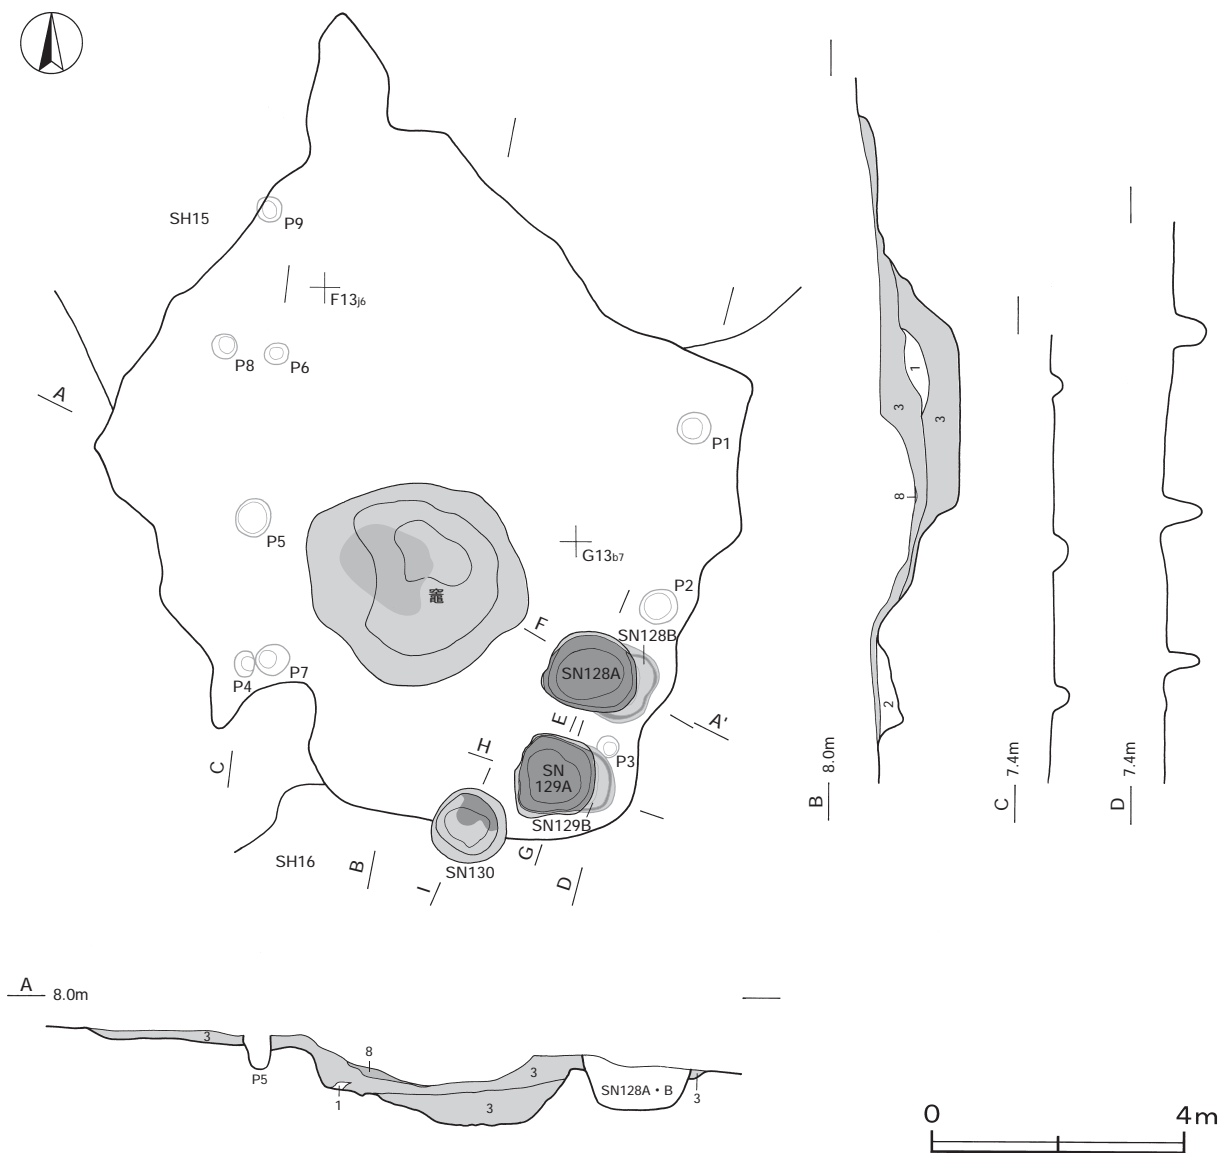 SH15
P9
F13j6
P8
P6
A
P1
P5
G13b7
竈
P2
F
SN128B
SN128A
P4
P7
E
A'
H
P3
SN
129A
C
SN129B
SH16
B
G
SN130
I
D
1
3
3
8
2
B 8.0m
C 7.4m
D 7.4m
A 8.0m
3
P5
8
1
3
3
SN128A・B
3
0 4m